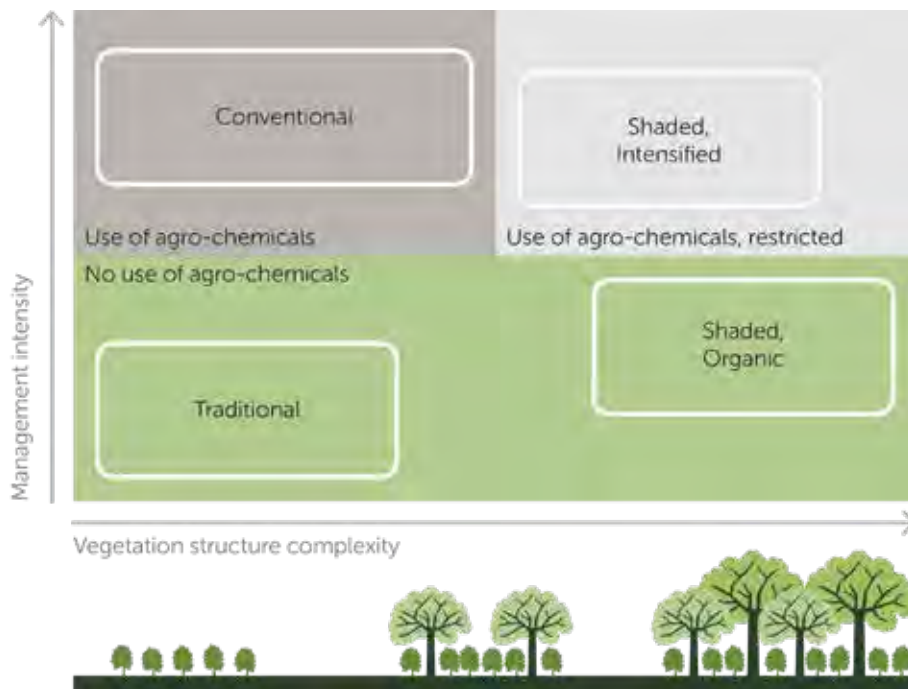 Conventional
Shaded,
Intensified
Use of agro-chemicals
Use of agro-chemicals, restricted
No use of agro-chemicals
Shaded,
Organic
Traditional
Management intensity
Vegetation structure complexity